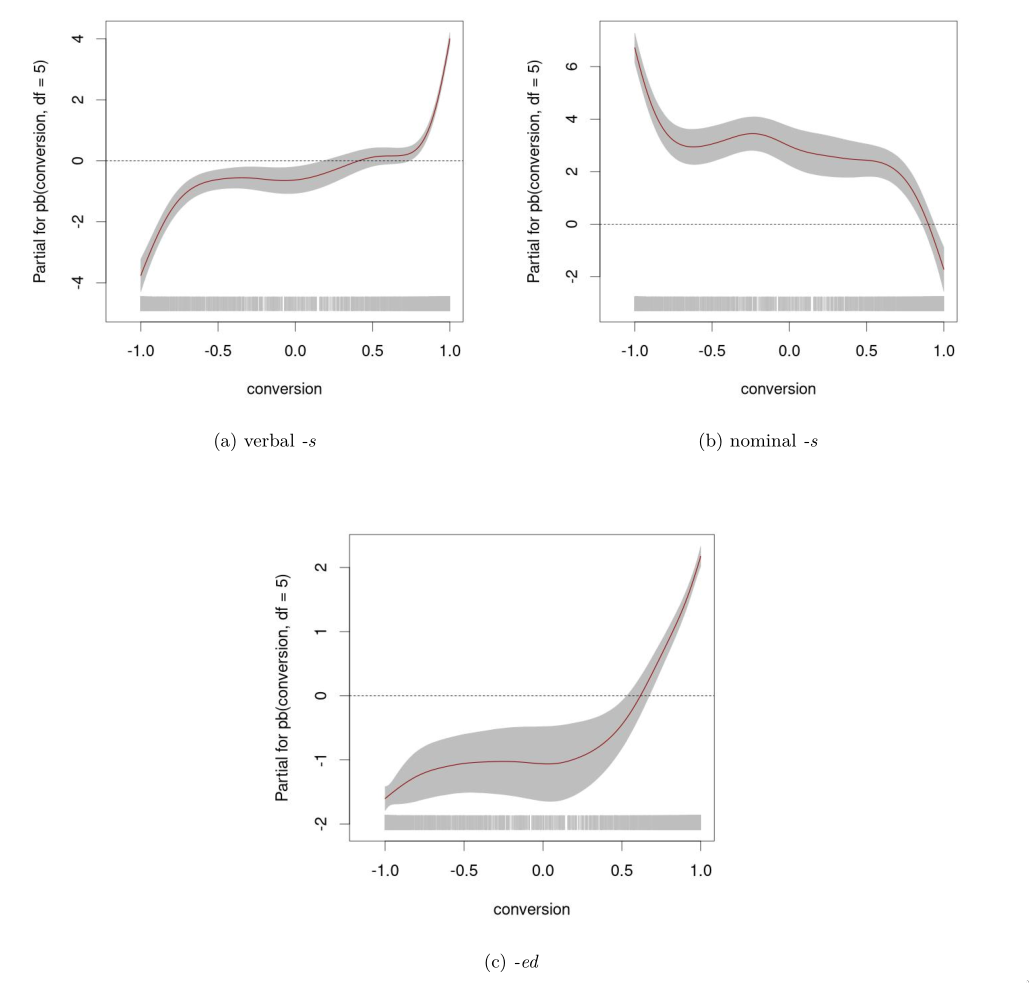 Partial for pb(conversion, df = 5)
4
2
0
-2
-4
-1.0 -0.5 0.0 0.5 1.0
conversion
(a) verbal -s
Partial for pb(conversion, df = 5)
6
4
2
0
-2
-1.0 -0.5 0.0 0.5 1.0
conversion
(b) nominal -s
Partial for pb(conversion, df = 5)
2
1
0
-1
-2
-1.0 -0.5 0.0 0.5 1.0
conversion
(c) -ed